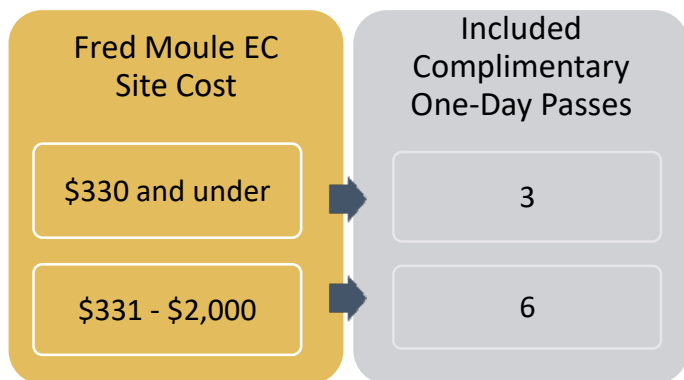 Fred Moule EC
Site Cost
Included
Complimentary
One-Day Passes
$330 and under
3
$331 - $2,000
6